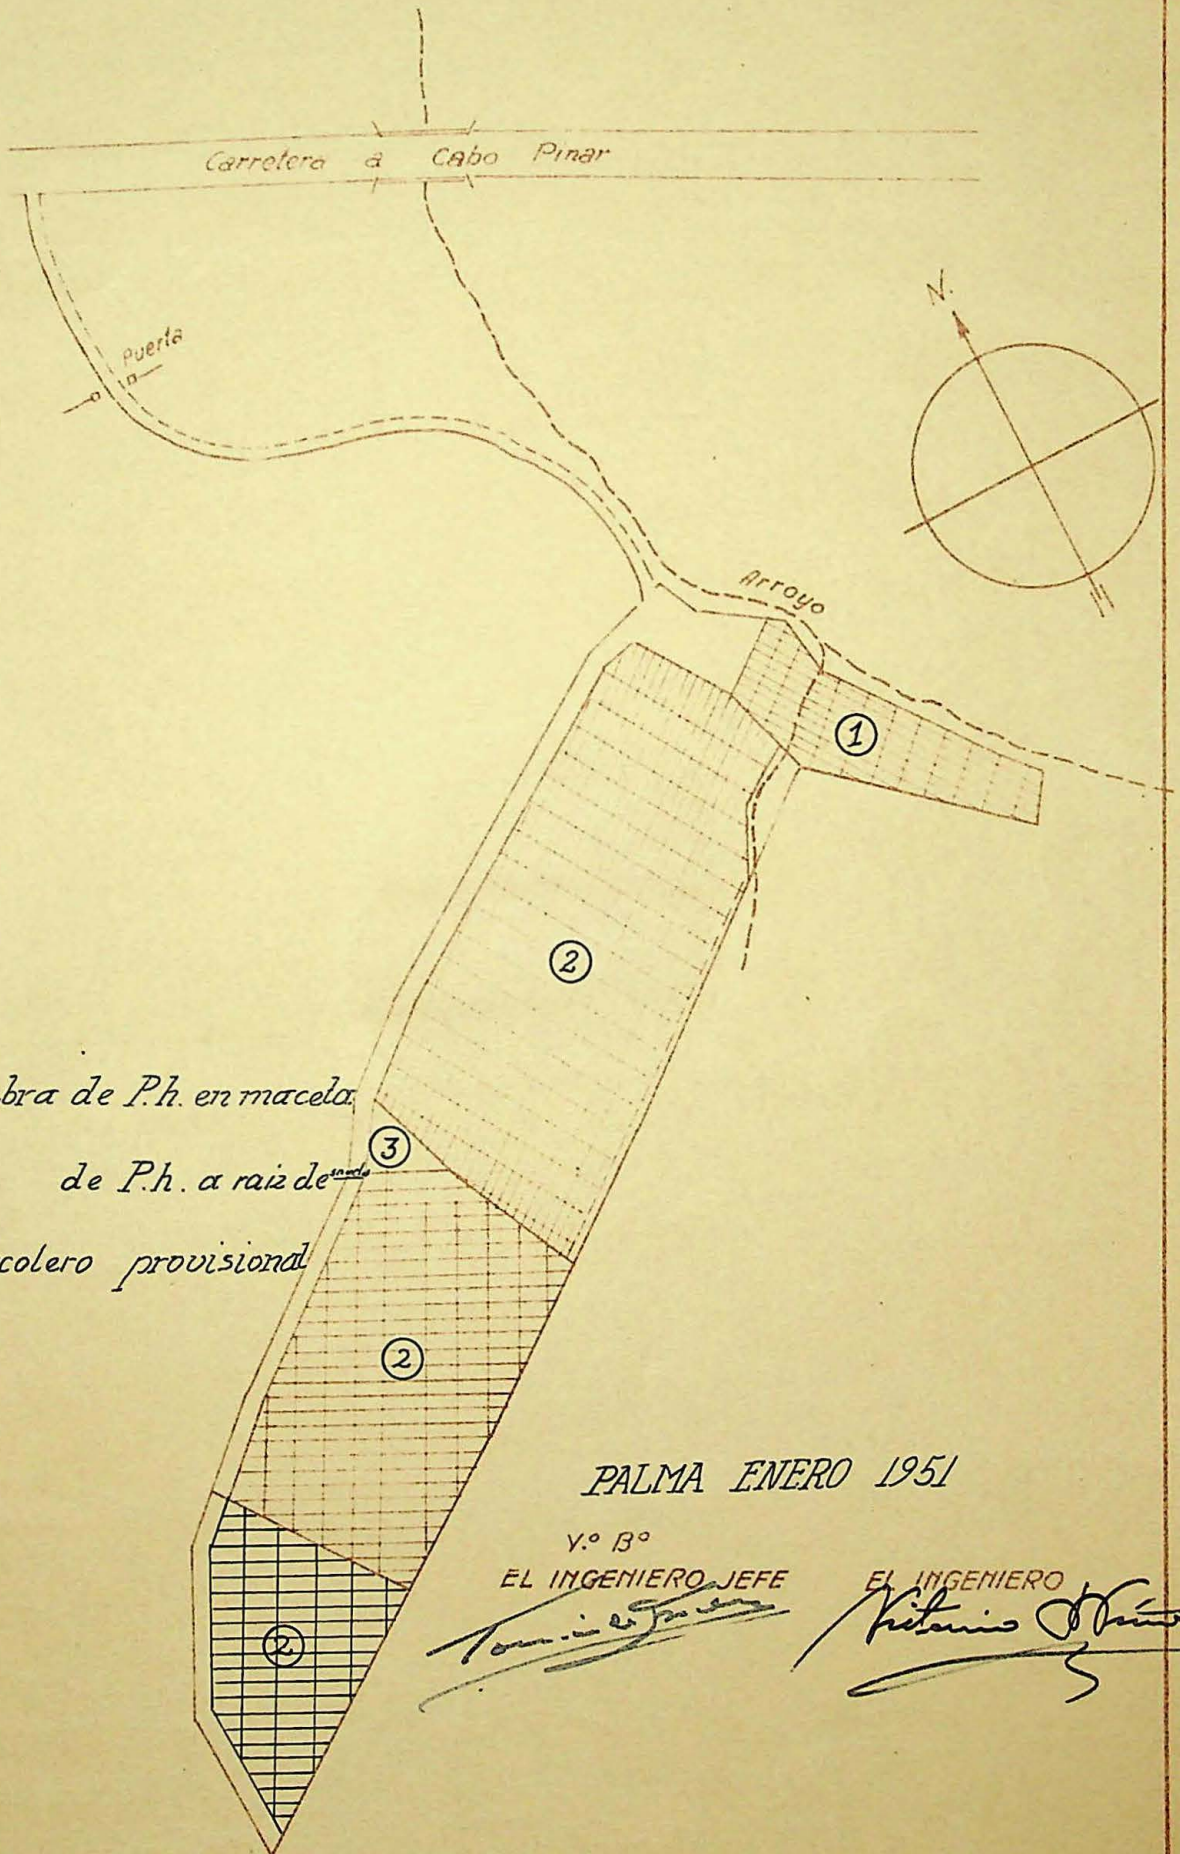 Carretera a Cabo Pinar
Puerta
N.
Arroyo
1
2
bra de P.h. en maceta
3
de P.h. a raiz de
colero provisional
2
PALMA ENERO 1951
V.º Bº
EL INGENIERO JEFE
EL INGENIERO
2